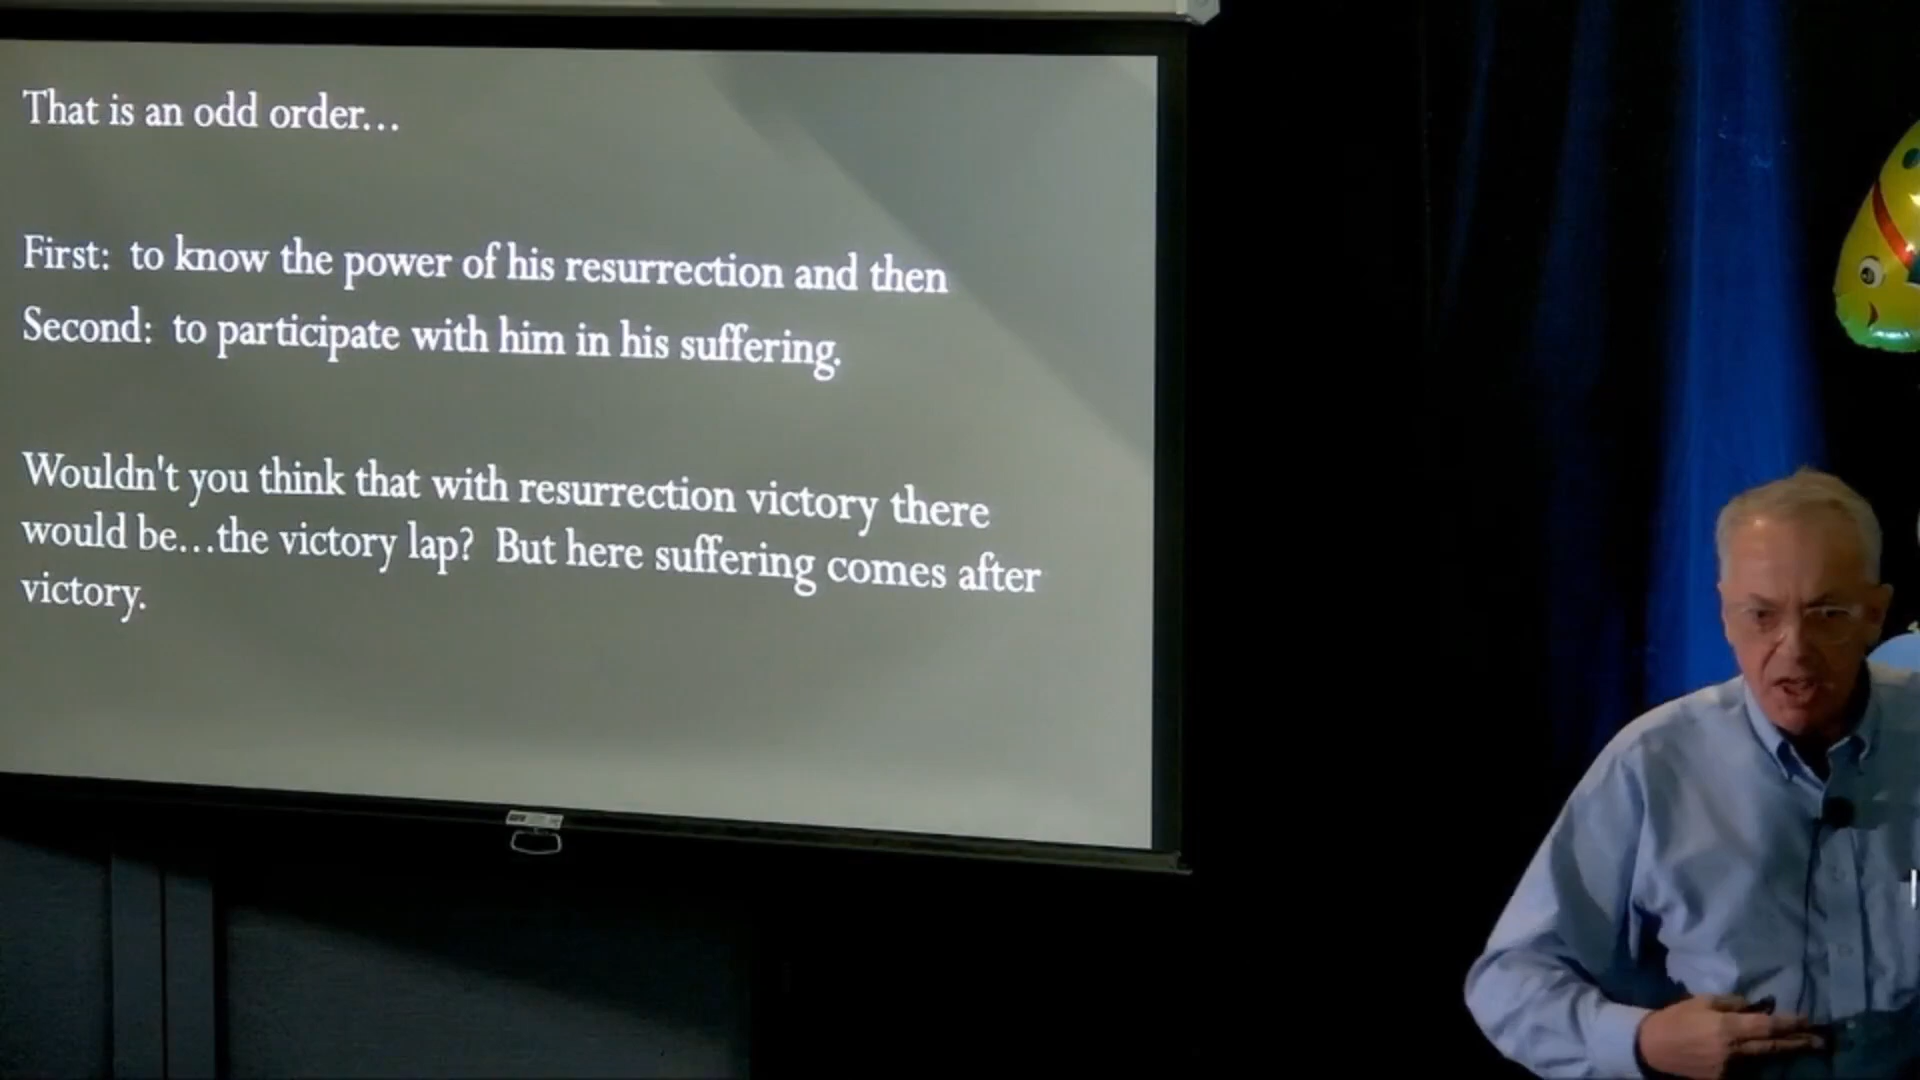 That is an odd order...
First:  to know the power of his resurrection and then
Second:  to participate with him in his suffering.
Wouldn't you think that with resurrection victory there
would be...the victory lap?  But here suffering comes after
victory.